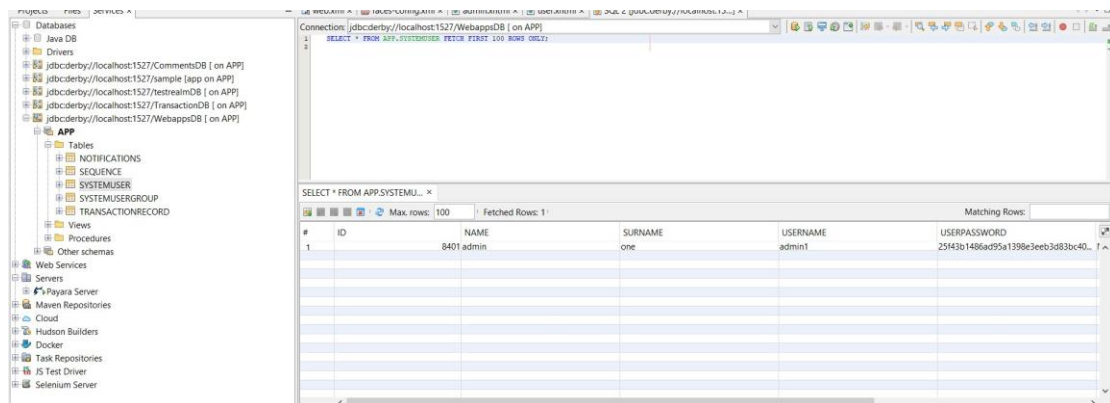 Projects Files Services ×
web.xml × faces-config.xml × admin.xhtml × user.xhtml × SQL 2 [jdbc:derby://localhost:15...] ×
Databases
Java DB
Drivers
jdbc:derby://localhost:1527/CommentsDB [ on APP]
jdbc:derby://localhost:1527/sample [app on APP]
jdbc:derby://localhost:1527/testrealmDB [ on APP]
jdbc:derby://localhost:1527/TransactionDB [ on APP]
jdbc:derby://localhost:1527/WebappsDB [ on APP]
APP
Tables
NOTIFICATIONS
SEQUENCE
SYSTEMUSER
SYSTEMUSERGROUP
TRANSACTIONRECORD
Views
Procedures
Other schemas
Web Services
Servers
Payara Server
Maven Repositories
Cloud
Hudson Builders
Docker
Task Repositories
JS Test Driver
Selenium Server
Connection: jdbc:derby://localhost:1527/WebappsDB [ on APP]
1 SELECT * FROM APP.SYSTEMUSER FETCH FIRST 100 ROWS ONLY;
2
SELECT * FROM APP.SYSTEMU... ×
Max. rows: 100 Fetched Rows: 1 Matching Rows:
# ID NAME SURNAME USERNAME USERPASSWORD
1 8401 admin one admin1 25f43b1486ad95a1398e3eeb3d83bc40...